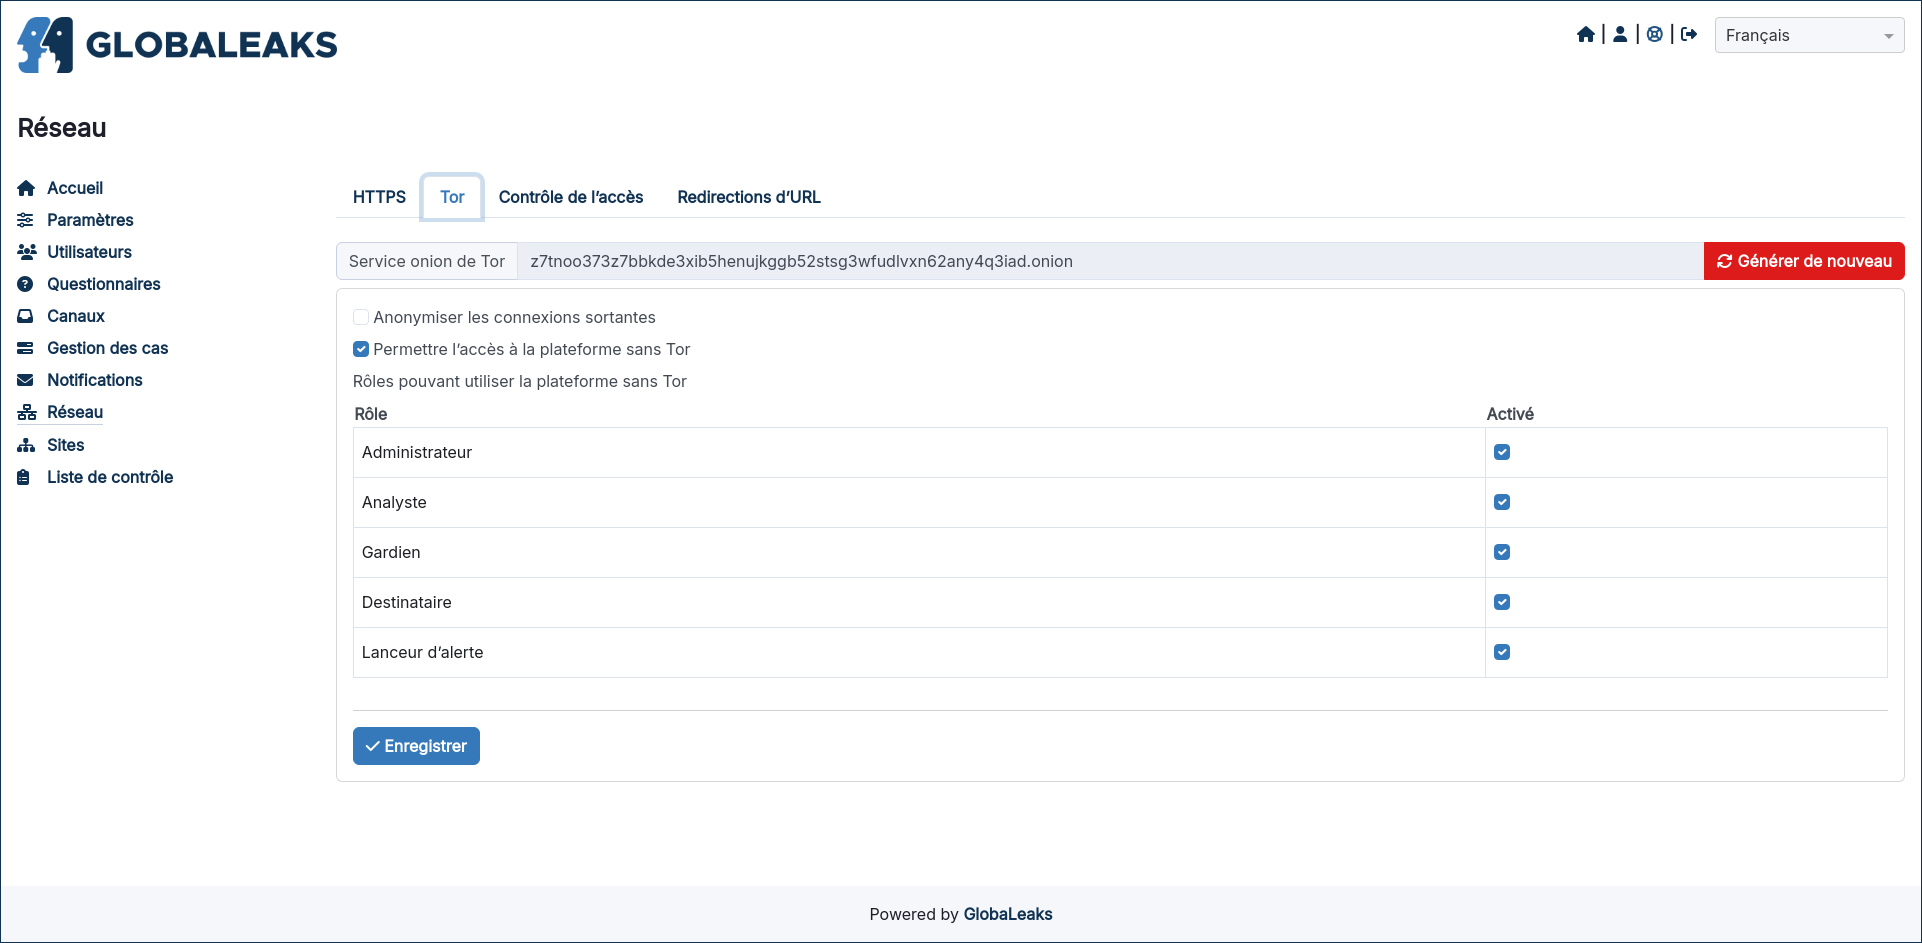 GLOBALEAKS
Français
Réseau
Accueil
Paramètres
Utilisateurs
Questionnaires
Canaux
Gestion des cas
Notifications
Réseau
Sites
Liste de contrôle
HTTPS
Tor
Contrôle de l’accès
Redirections d’URL
Service onion de Tor
z7tnoo373z7bbkde3xib5henujkggb52stsg3wfudlvxn62any4q3iad.onion
Générer de nouveau
Anonymiser les connexions sortantes
Permettre l’accès à la plateforme sans Tor
Rôles pouvant utiliser la plateforme sans Tor
Rôle Activé
Administrateur
Analyste
Gardien
Destinataire
Lanceur d’alerte
Enregistrer
Powered by GlobaLeaks